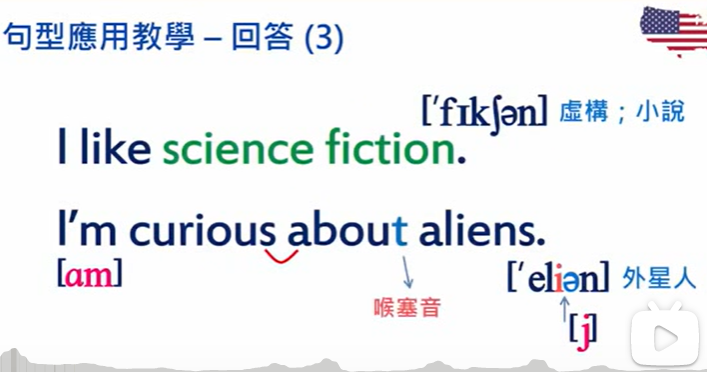 句型應用教學 – 回答 (3)
[ˈfɪkʃən] 虛構；小說
I like science fiction.
I'm curious about aliens.
[am]
喉塞音
[ˈeliən] 外星人
[j]